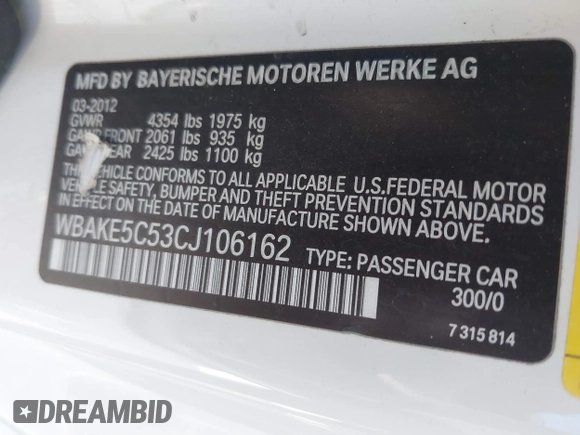 MFD BY BAYERISCHE MOTOREN WERKE AG
03-2012
GVWR 4354 lbs 1975 kg
FRONT 2061 lbs 935 kg
2425 lbs 1100 kg
THIS VEHICLE CONFORMS TO ALL APPLICABLE U.S.FEDERAL MOTOR
VEHICLE SAFETY, BUMPER AND THEFT PREVENTION STANDARDS
IN EFFECT ON THE DATE OF MANUFACTURE SHOWN ABOVE.
WBAKE5C53CJ106162 TYPE: PASSENGER CAR
300/0
7 315 814
DREAMBID